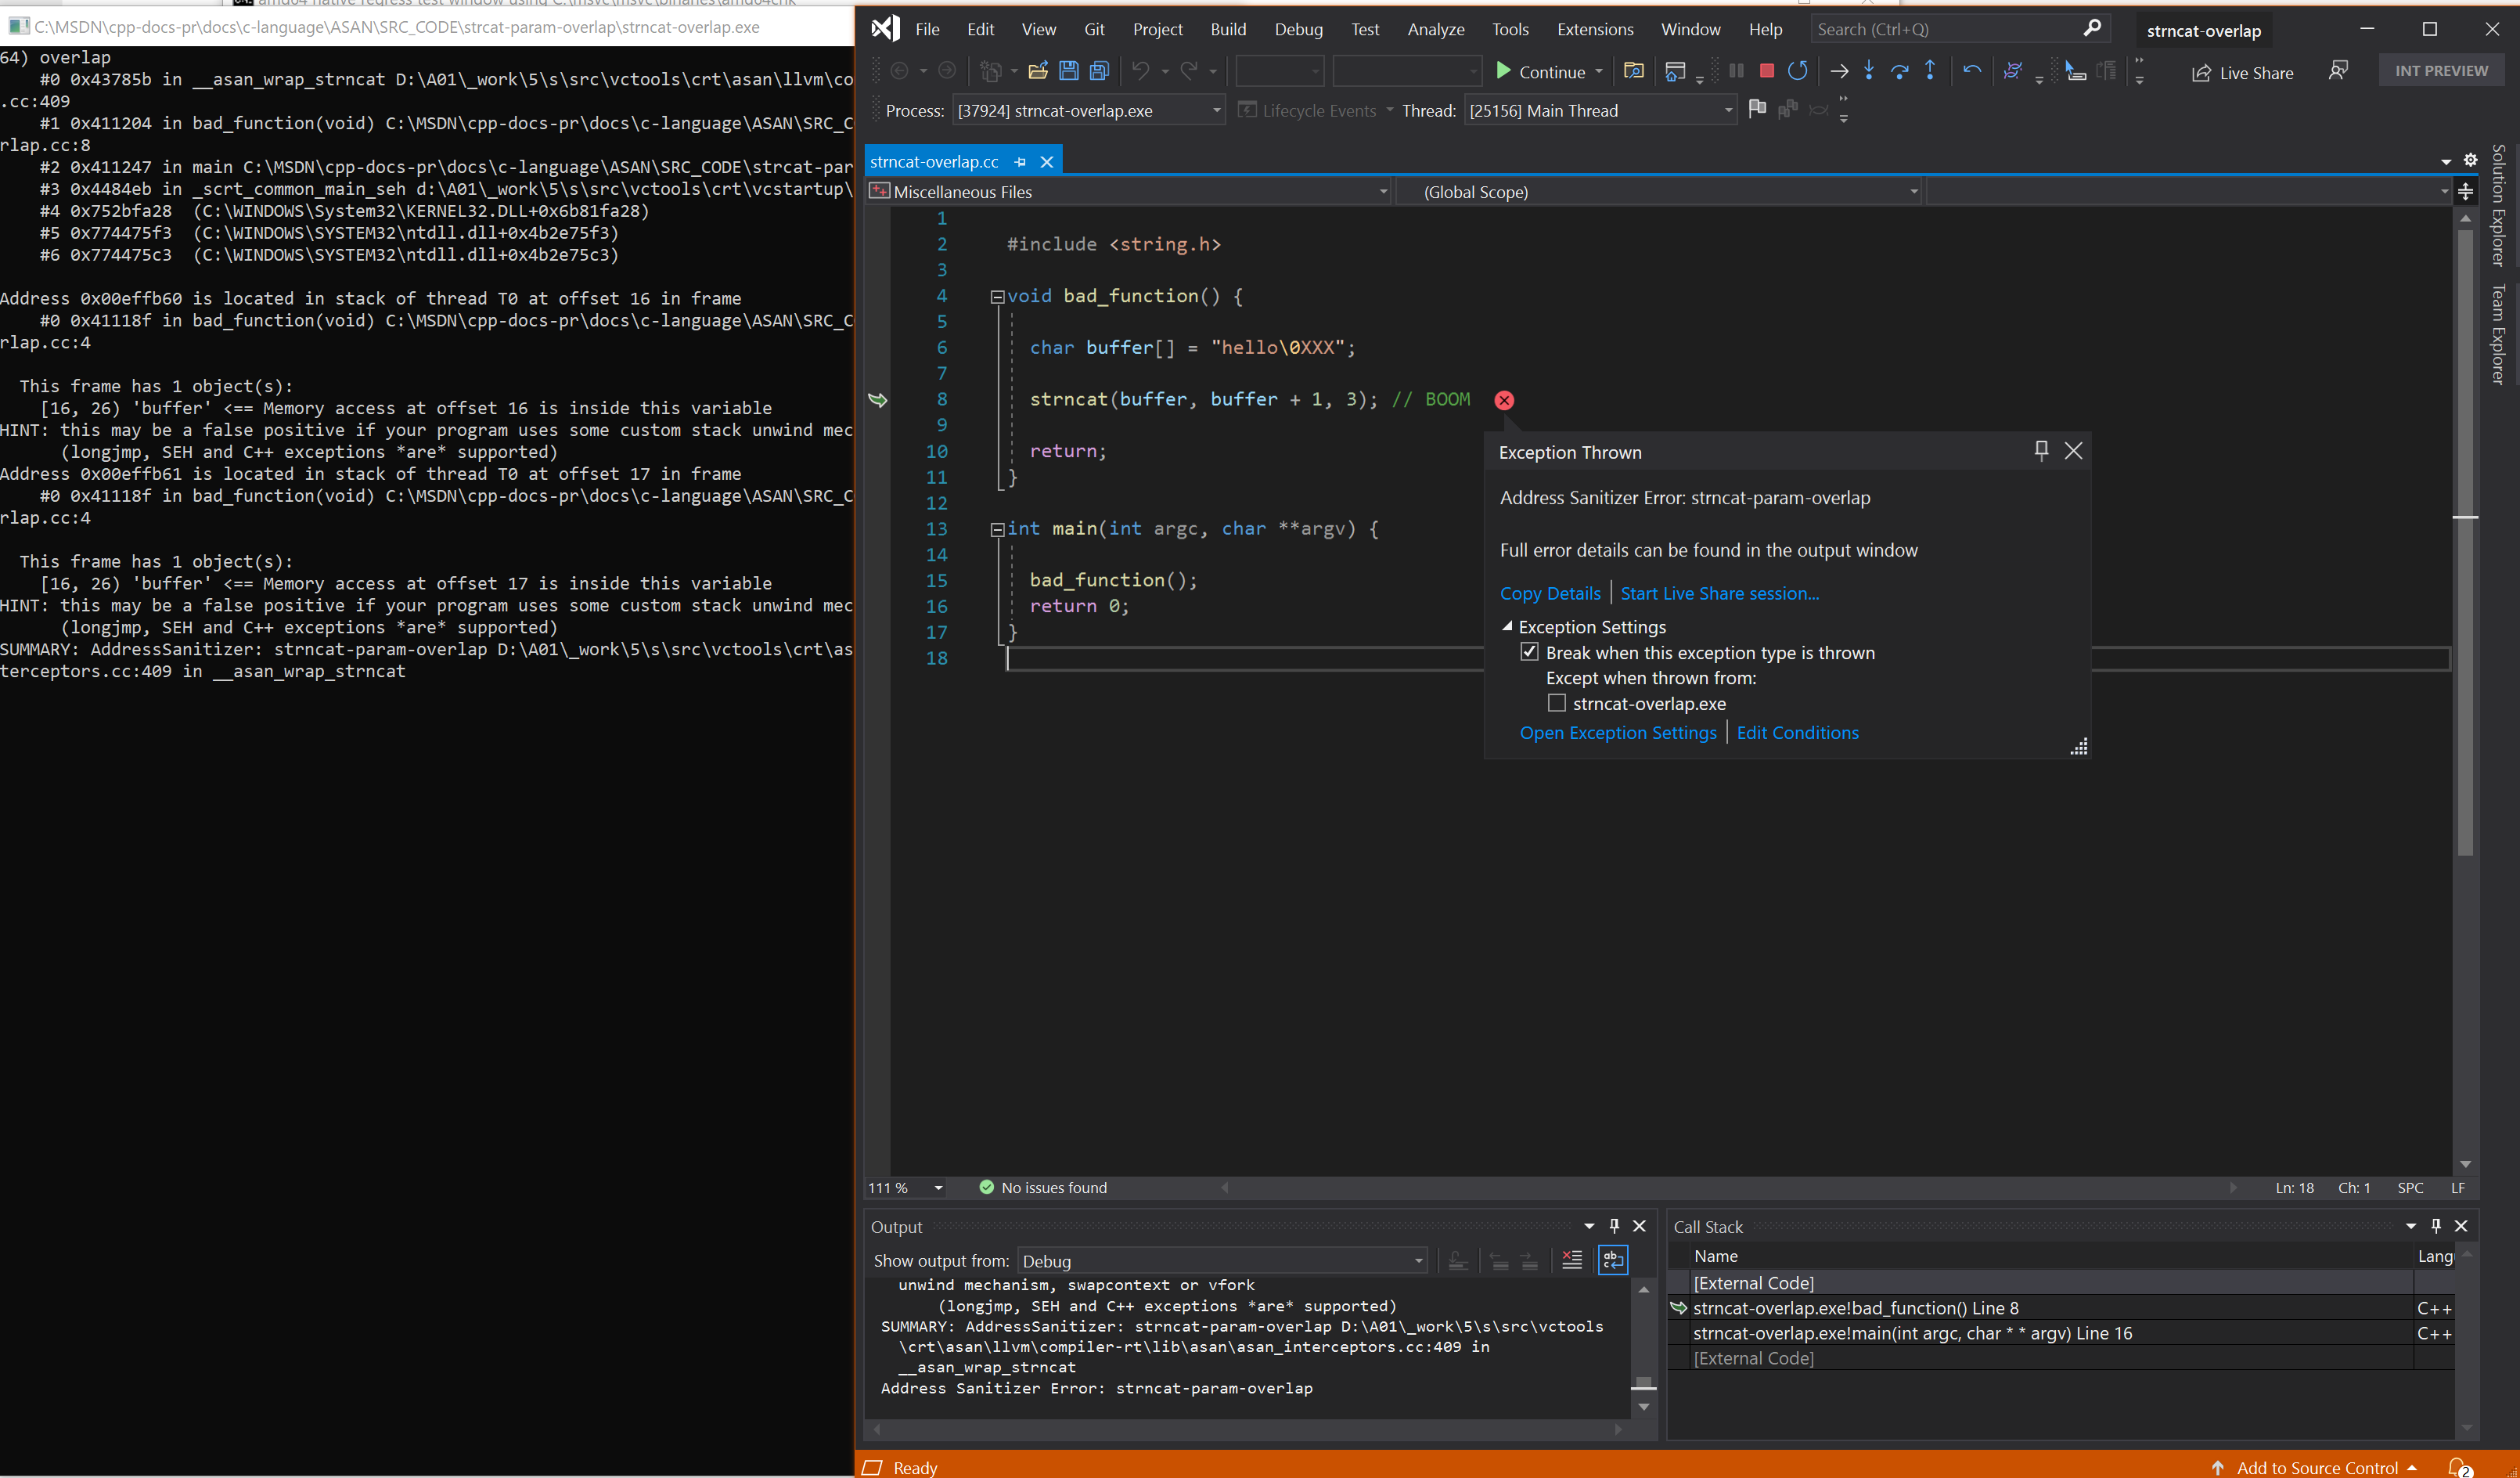 amd64 native regress test window using C:\msvc\msvc\binaries\amd64chk
C:\MSDN\cpp-docs-pr\docs\c-language\ASAN\SRC_CODE\strcat-param-overlap\strncat-overlap.exe
64) overlap
#0 0x43785b in __asan_wrap_strncat D:\A01\_work\5\s\src\vctools\crt\asan\llvm\co
.cc:409
#1 0x411204 in bad_function(void) C:\MSDN\cpp-docs-pr\docs\c-language\ASAN\SRC_C
rlap.cc:8
#2 0x411247 in main C:\MSDN\cpp-docs-pr\docs\c-language\ASAN\SRC_CODE\strcat-par
#3 0x4484eb in _scrt_common_main_seh d:\A01\_work\5\s\src\vctools\crt\vcstartup\
#4 0x752bfa28  (C:\WINDOWS\System32\KERNEL32.DLL+0x6b81fa28)
#5 0x774475f3  (C:\WINDOWS\SYSTEM32\ntdll.dll+0x4b2e75f3)
#6 0x774475c3  (C:\WINDOWS\SYSTEM32\ntdll.dll+0x4b2e75c3)
Address 0x00effb60 is located in stack of thread T0 at offset 16 in frame
#0 0x41118f in bad_function(void) C:\MSDN\cpp-docs-pr\docs\c-language\ASAN\SRC_C
rlap.cc:4
This frame has 1 object(s):
[16, 26) 'buffer' <== Memory access at offset 16 is inside this variable
HINT: this may be a false positive if your program uses some custom stack unwind mec
(longjmp, SEH and C++ exceptions *are* supported)
Address 0x00effb61 is located in stack of thread T0 at offset 17 in frame
#0 0x41118f in bad_function(void) C:\MSDN\cpp-docs-pr\docs\c-language\ASAN\SRC_C
rlap.cc:4
This frame has 1 object(s):
[16, 26) 'buffer' <== Memory access at offset 17 is inside this variable
HINT: this may be a false positive if your program uses some custom stack unwind mec
(longjmp, SEH and C++ exceptions *are* supported)
SUMMARY: AddressSanitizer: strncat-param-overlap D:\A01\_work\5\s\src\vctools\crt\as
terceptors.cc:409 in __asan_wrap_strncat
File Edit View Git Project Build Debug Test Analyze Tools Extensions Window Help Search (Ctrl+Q) strncat-overlap
Continue Live Share INT PREVIEW
Process: [37924] strncat-overlap.exe Lifecycle Events Thread: [25156] Main Thread
strncat-overlap.cc
Miscellaneous Files (Global Scope)
Solution Explorer
Team Explorer
1
2 #include <string.h>
3
4 void bad_function() {
5
6 char buffer[] = "hello\0XXX";
7
8 strncat(buffer, buffer + 1, 3); // BOOM
9
10 return;
11 }
12
13 int main(int argc, char **argv) {
14
15 bad_function();
16 return 0;
17 }
18
Exception Thrown
Address Sanitizer Error: strncat-param-overlap
Full error details can be found in the output window
Copy Details | Start Live Share session...
Exception Settings
Break when this exception type is thrown
Except when thrown from:
strncat-overlap.exe
Open Exception Settings | Edit Conditions
111 % No issues found Ln: 18 Ch: 1 SPC LF
Output
Show output from: Debug
unwind mechanism, swapcontext or vfork
(longjmp, SEH and C++ exceptions *are* supported)
SUMMARY: AddressSanitizer: strncat-param-overlap D:\A01\_work\5\s\src\vctools
\crt\asan\llvm\compiler-rt\lib\asan\asan_interceptors.cc:409 in
__asan_wrap_strncat
Address Sanitizer Error: strncat-param-overlap
Call Stack
Name Lang
[External Code]
strncat-overlap.exe!bad_function() Line 8 C++
strncat-overlap.exe!main(int argc, char * * argv) Line 16 C++
[External Code]
Ready Add to Source Control 2